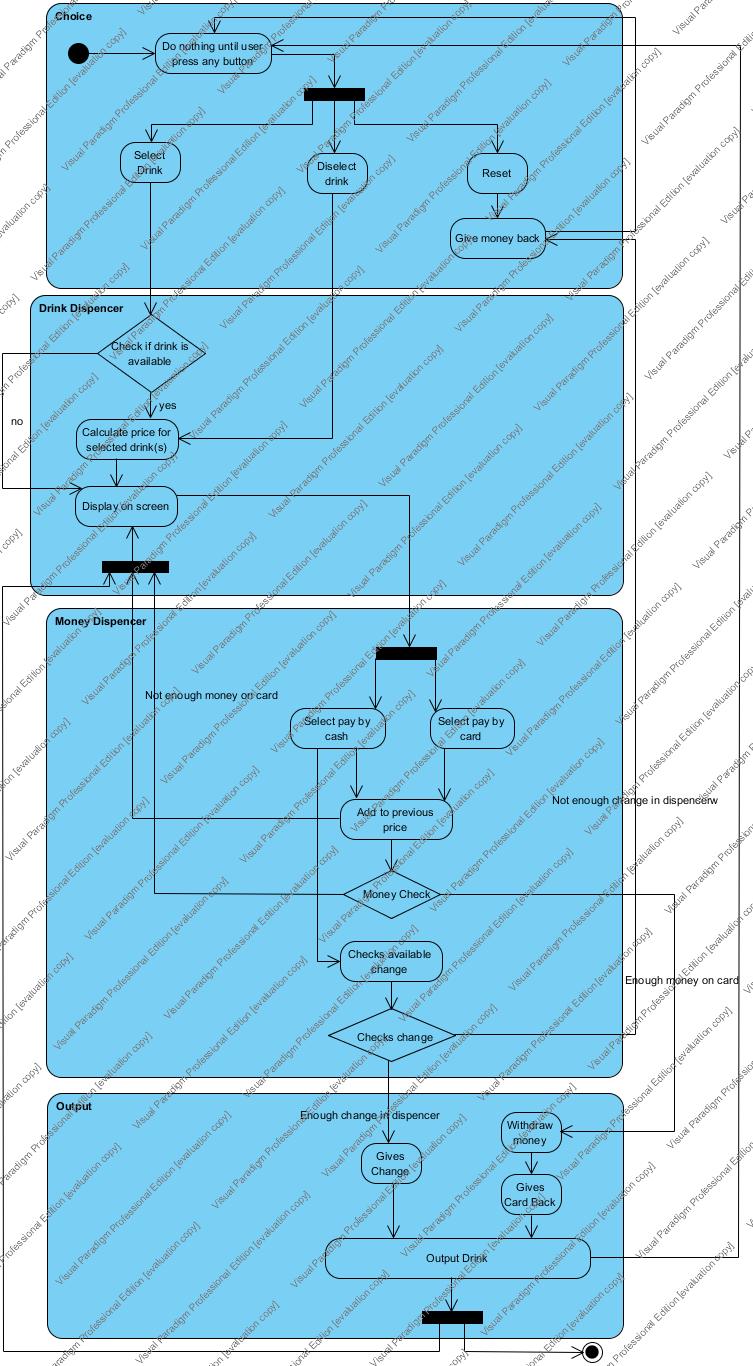 Choice
Do nothing until user
press any button
Select
Drink
Diselect
drink
Reset
Give money back
Drink Dispencer
Check if drink is
available
yes
no
Calculate price for
selected drink(s)
Display on screen
Money Dispencer
Not enough money on card
Select pay by
cash
Select pay by
card
Not enough change in dispencerw
Add to previous
price
Money Check
Checks available
change
Enough money on card
Checks change
Output
Enough change in dispencer
Withdraw
money
Gives
Change
Gives
Card Back
Output Drink
Visual Paradigm Professional Edition [evaluation copy]